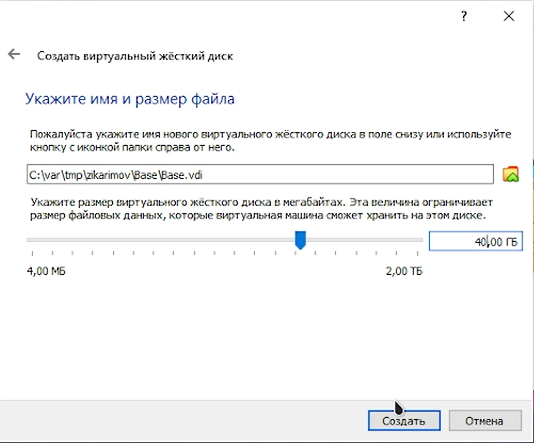 ?
Создать виртуальный жёсткий диск
Укажите имя и размер файла
Пожалуйста укажите имя нового виртуального жёсткого диска в поле снизу или используйте
кнопку с иконкой папки справа от него.
C:\var\tmp\zikarimov\Base\Base.vdi
Укажите размер виртуального жёсткого диска в мегабайтах. Эта величина ограничивает
размер файловых данных, которые виртуальная машина сможет хранить на этом диске.
40,00 ГБ
4,00 МБ 2,00 ТБ
Создать Отмена